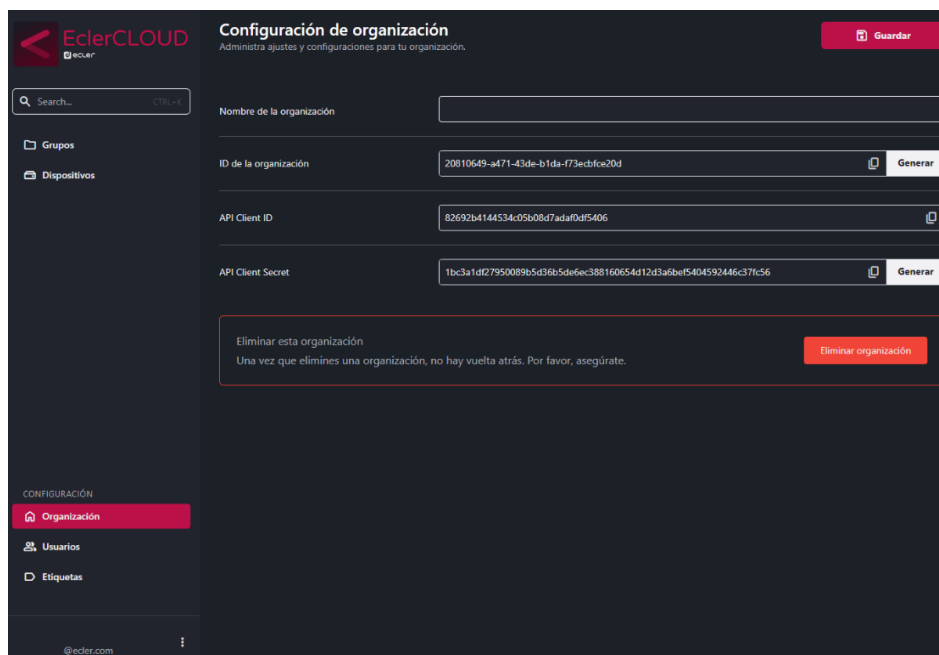 EclerCLOUD
ecler
Search...
CTRL+K
Grupos
Dispositivos
CONFIGURACIÓN
Organización
Usuarios
Etiquetas
@ecler.com
Configuración de organización
Administra ajustes y configuraciones para tu organización.
Guardar
Nombre de la organización
ID de la organización
20810649-a471-43de-b1da-f73ecbfce20d
Generar
API Client ID
82692b4144534c05b08d7adaf0df5406
API Client Secret
1bc3a1df27950089b5d36b5de6ec388160654d12d3a6bef5404592446c37fc56
Generar
Eliminar esta organización
Una vez que elimines una organización, no hay vuelta atrás. Por favor, asegúrate.
Eliminar organización